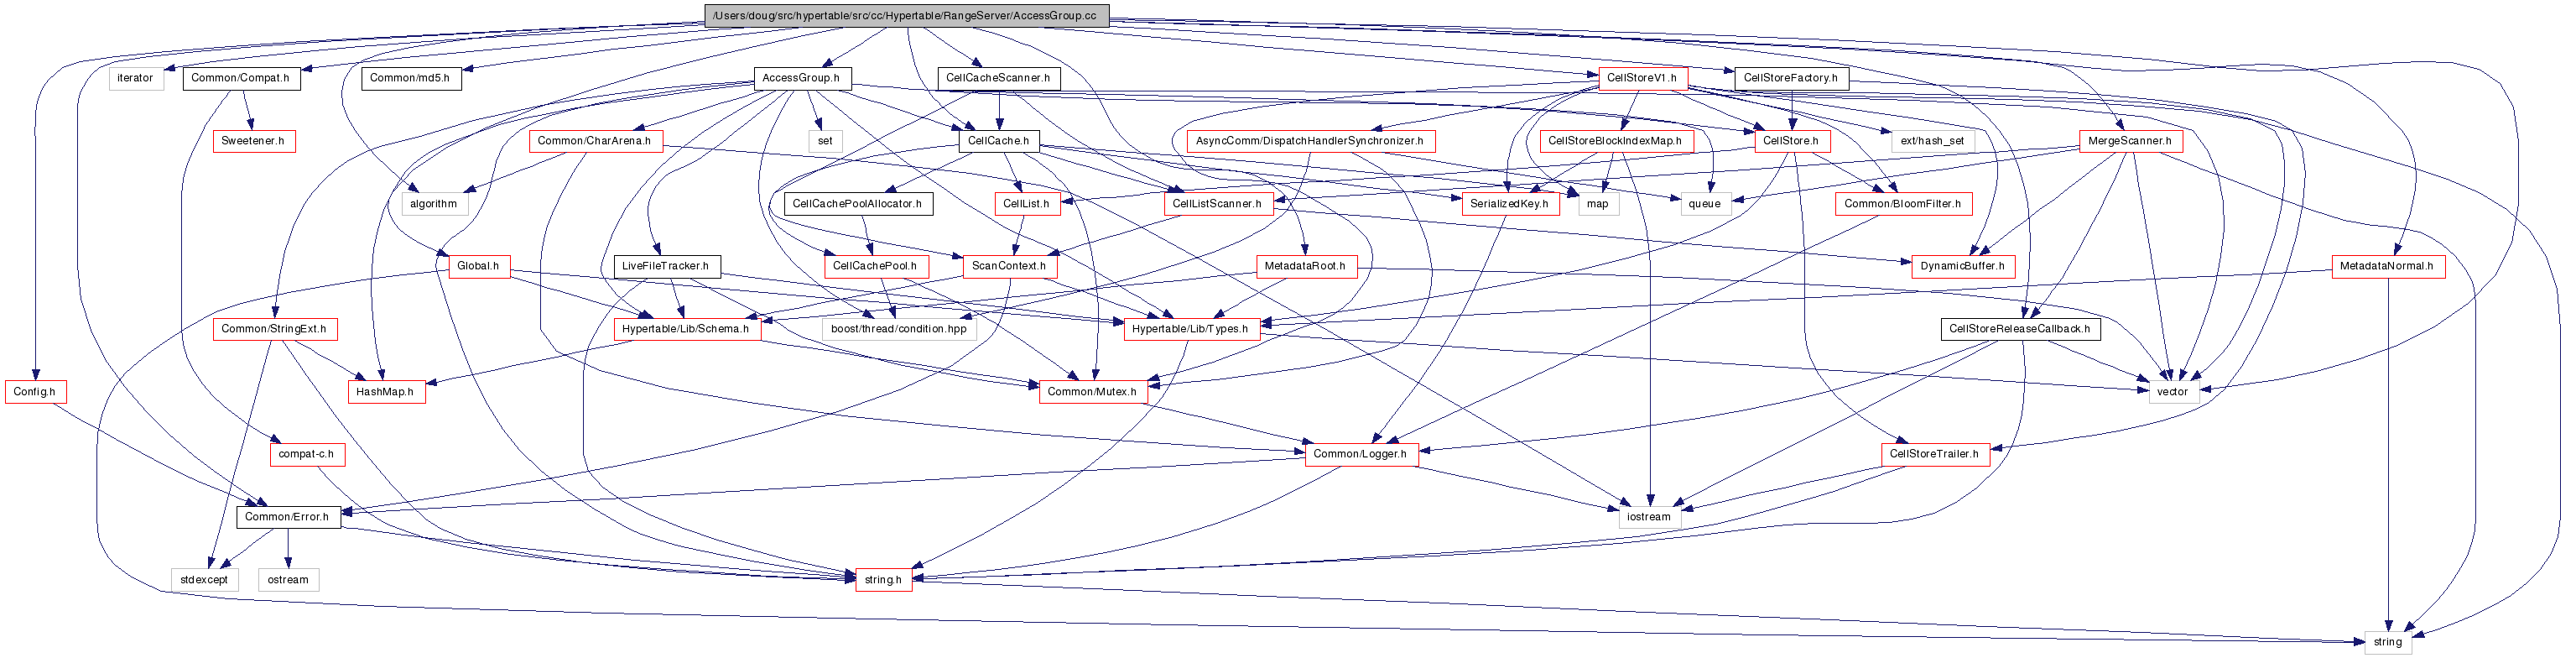 /Users/doug/src/hypertable/src/cc/Hypertable/RangeServer/AccessGroup.cc
iterator
Common/Compat.h
Common/md5.h
AccessGroup.h
CellCacheScanner.h
CellStoreV1.h
CellStoreFactory.h
Sweetener.h
Common/CharArena.h
set
CellCache.h
AsyncComm/DispatchHandlerSynchronizer.h
CellStoreBlockIndexMap.h
CellStore.h
ext/hash_set
MergeScanner.h
algorithm
CellCachePoolAllocator.h
CellList.h
CellListScanner.h
SerializedKey.h
map
queue
Common/BloomFilter.h
Global.h
LiveFileTracker.h
CellCachePool.h
ScanContext.h
MetadataRoot.h
DynamicBuffer.h
MetadataNormal.h
Common/StringExt.h
Hypertable/Lib/Schema.h
boost/thread/condition.hpp
Hypertable/Lib/Types.h
CellStoreReleaseCallback.h
Config.h
HashMap.h
Common/Mutex.h
vector
compat-c.h
Common/Logger.h
CellStoreTrailer.h
Common/Error.h
iostream
stdexcept
ostream
string.h
string